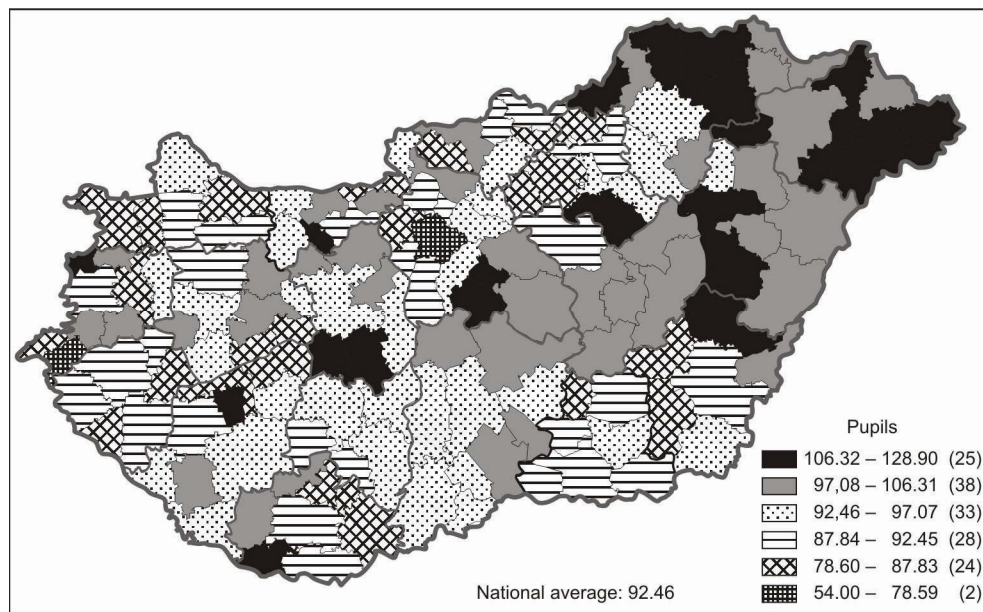 Pupils
106.32 – 128.90 (25)
97,08 – 106.31 (38)
92,46 – 97.07 (33)
87.84 – 92.45 (28)
78.60 – 87.83 (24)
54.00 – 78.59 (2)
National average: 92.46